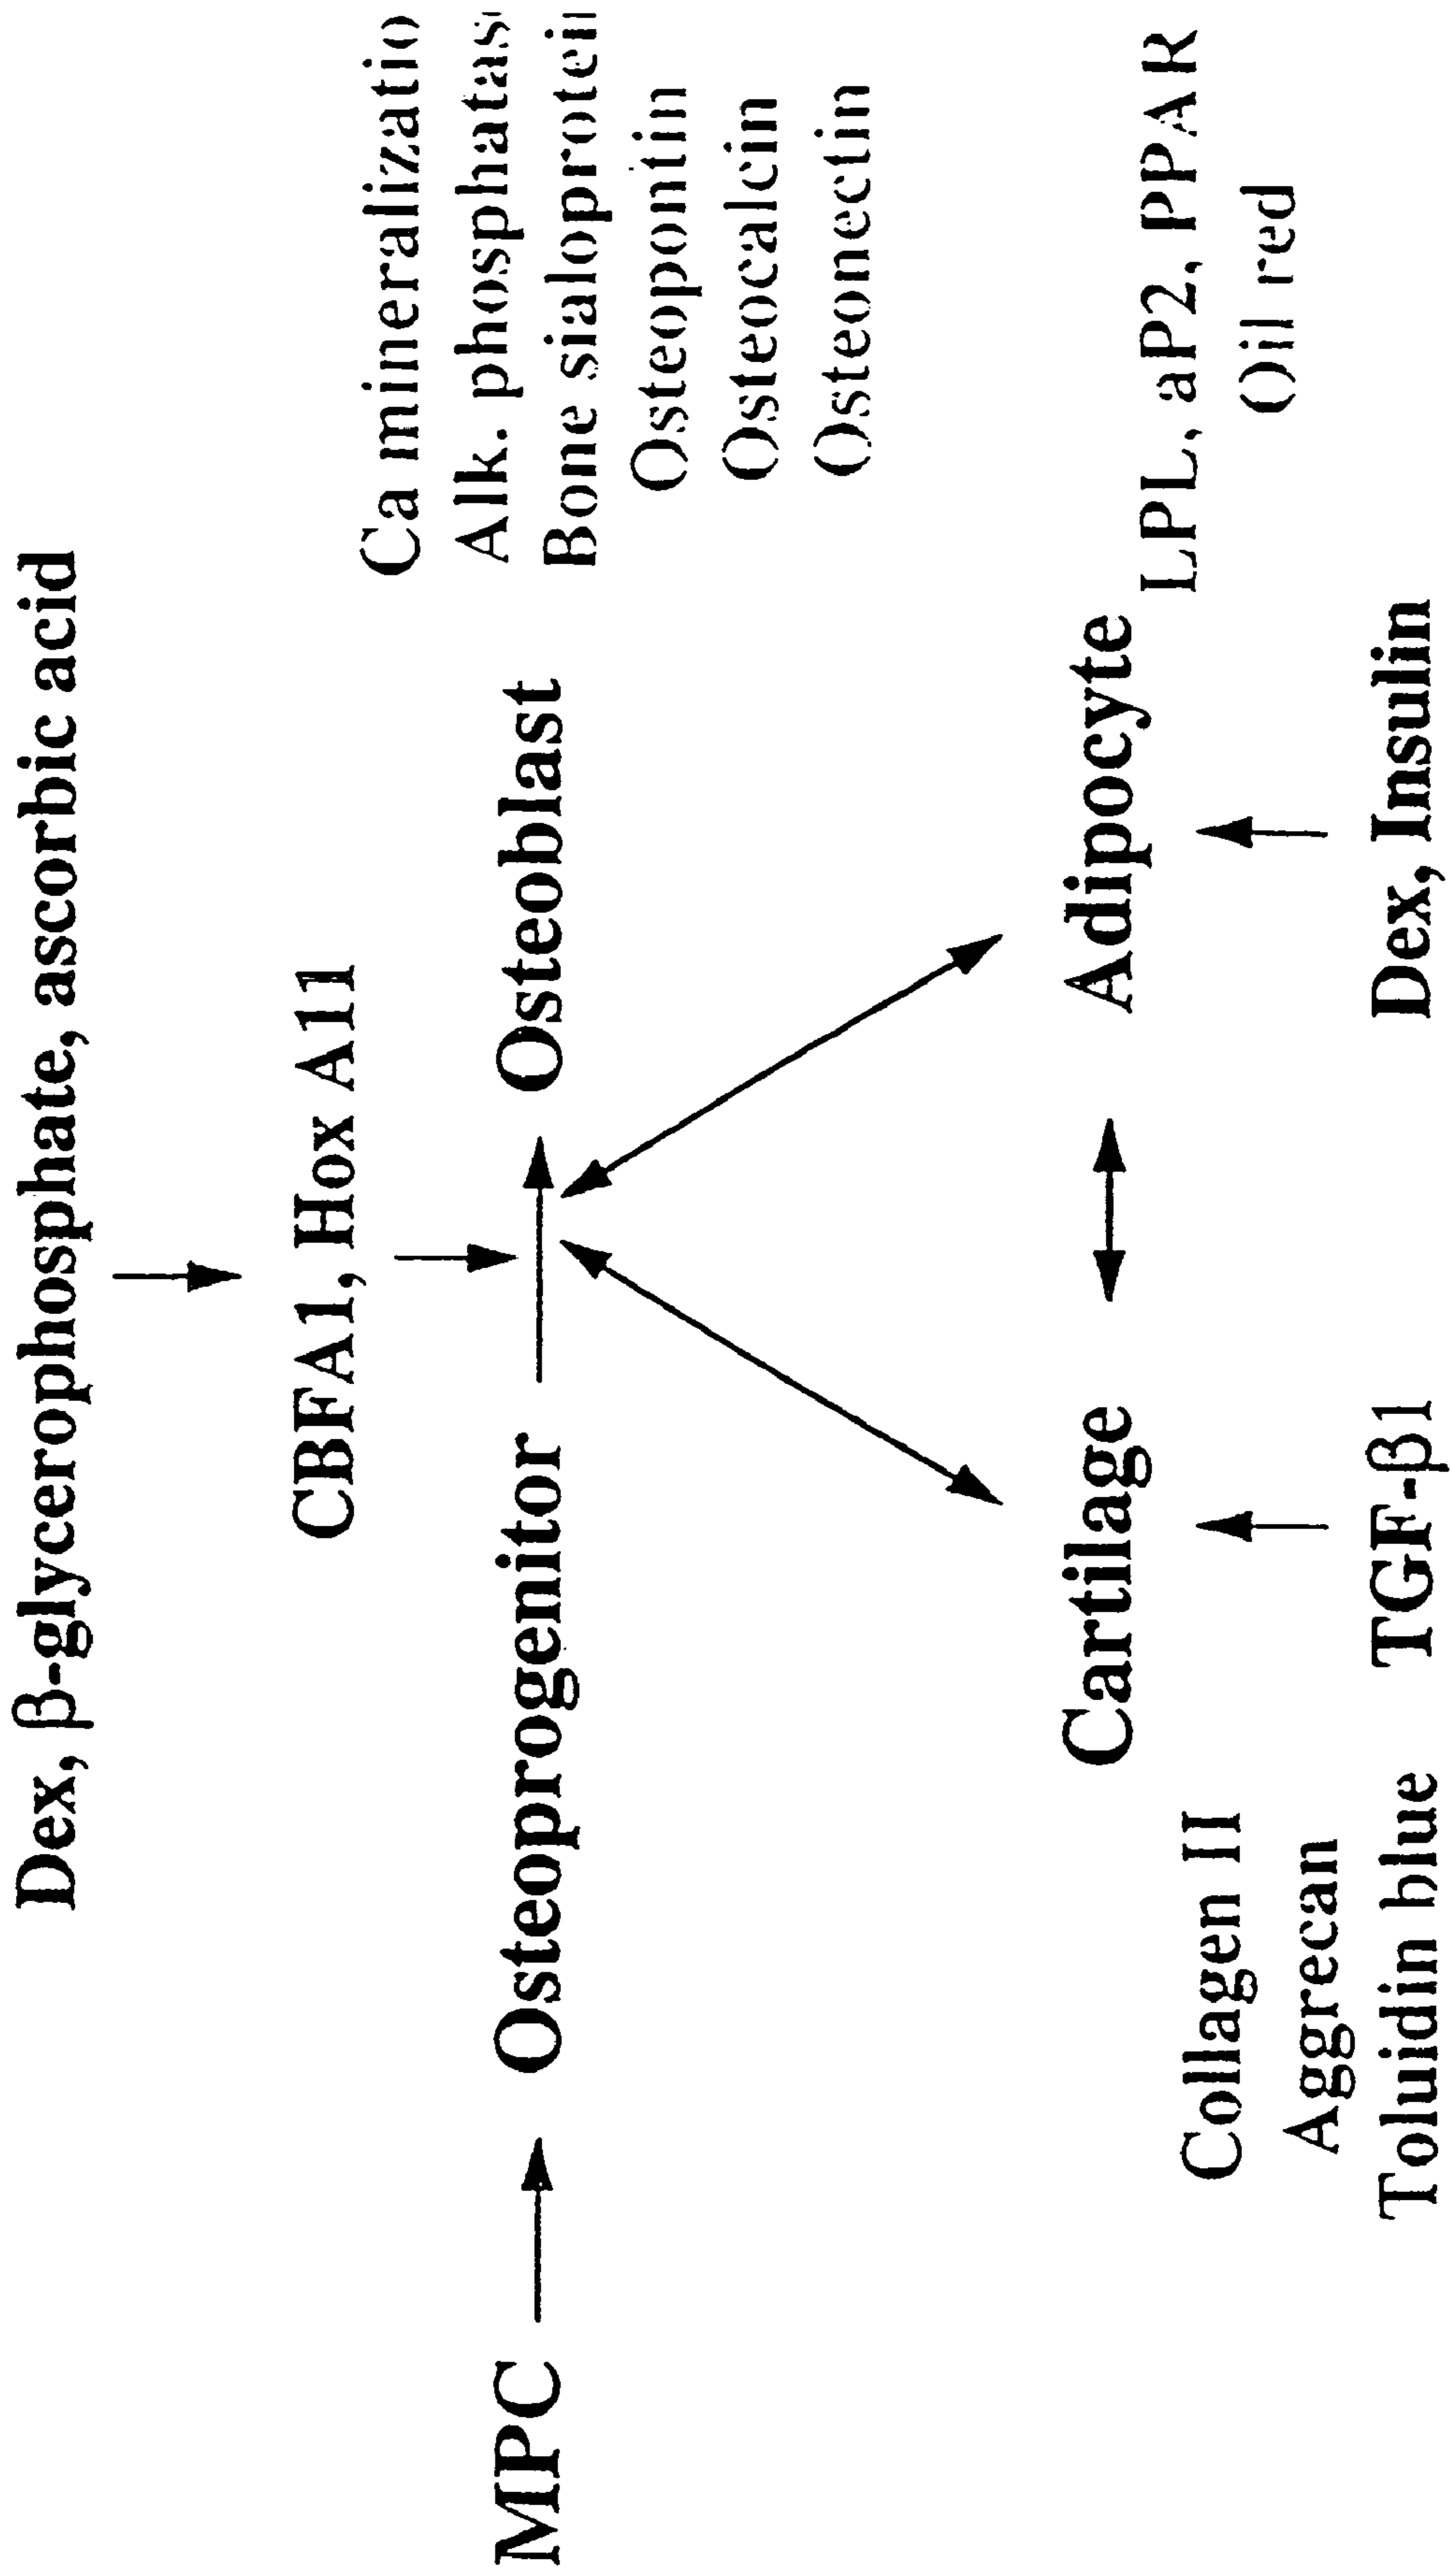 Dex, β-glycerophosphate, ascorbic acid
CBFA1, Hox A11
MPC
Osteoprogenitor
Osteoblast
Ca mineralizatio
Alk. phosphatas
Bone sialoprotein
Osteopontin
Osteocalcin
Osteonectin
Cartilage
Adipocyte
Collagen II
Aggrecan
Toluidin blue
TGF-β1
LPL, aP2, PPAR
Oil red
Dex, Insulin